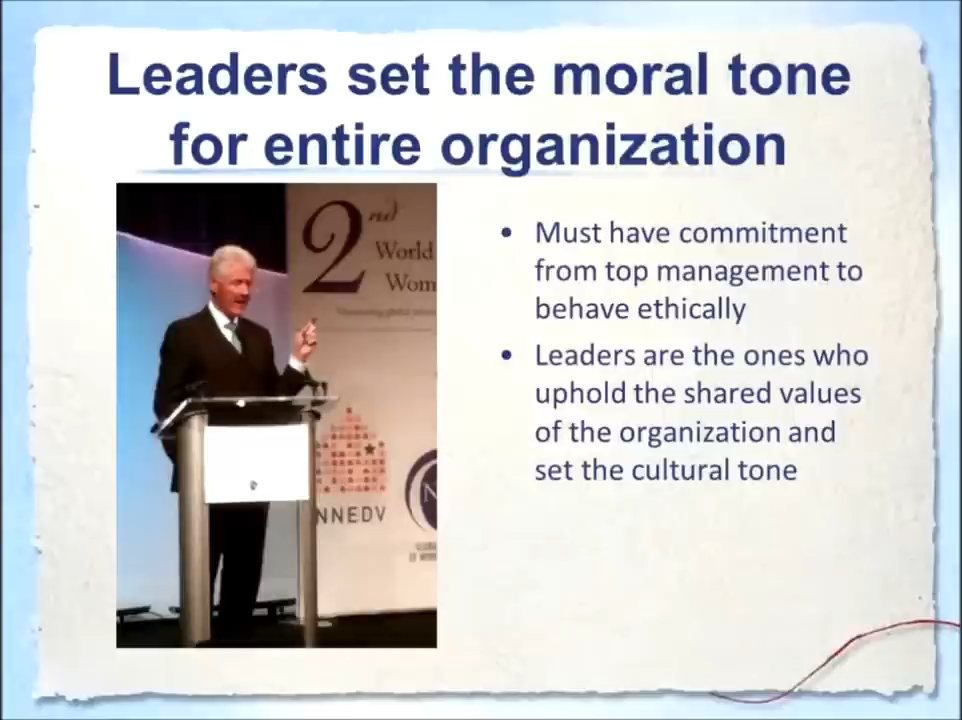 Leaders set the moral tone
for entire organization
2nd
World
Wom
NNEDV
• Must have commitment
from top management to
behave ethically
• Leaders are the ones who
uphold the shared values
of the organization and
set the cultural tone